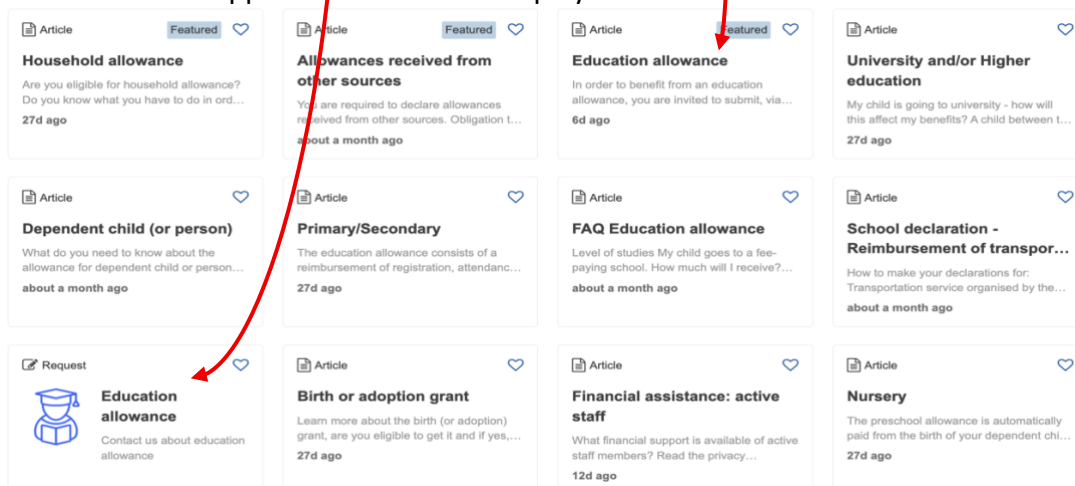 Article Featured
Household allowance
Are you eligible for household allowance?
Do you know what you have to do in ord...
27d ago
Article Featured
Allowances received from
other sources
You are required to declare allowances
received from other sources. Obligation t...
about a month ago
Article Featured
Education allowance
In order to benefit from an education
allowance, you are invited to submit, via...
6d ago
Article
University and/or Higher
education
My child is going to university - how will
this affect my benefits? A child between t...
27d ago
Article
Dependent child (or person)
What do you need to know about the
allowance for dependent child or person...
about a month ago
Article
Primary/Secondary
The education allowance consists of a
reimbursement of registration, attendanc...
27d ago
Article
FAQ Education allowance
Level of studies My child goes to a fee-
paying school. How much will I receive?...
about a month ago
Article
School declaration -
Reimbursement of transpor...
How to make your declarations for:
Transportation service organised by the...
about a month ago
Request
Education
allowance
Contact us about education
allowance
Article
Birth or adoption grant
Learn more about the birth (or adoption)
grant, are you eligible to get it and if yes,...
27d ago
Article
Financial assistance: active
staff
What financial support is available of active
staff members? Read the privacy...
12d ago
Article
Nursery
The preschool allowance is automatically
paid from the birth of your dependent chi...
27d ago